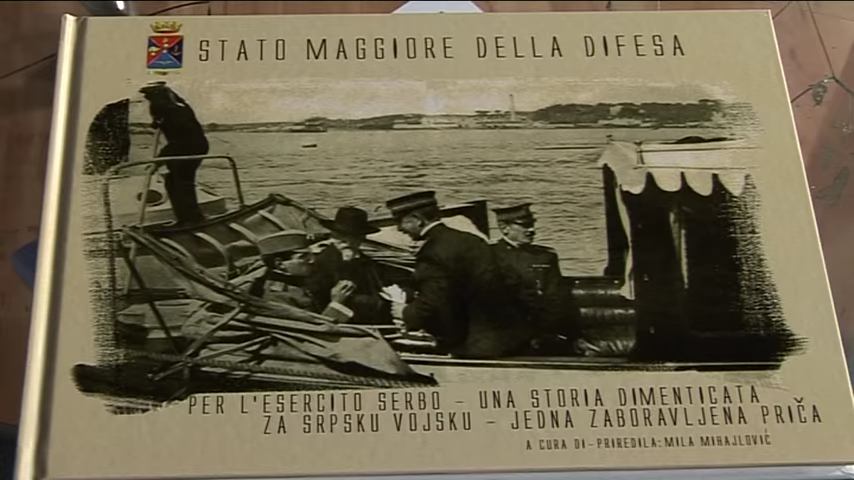 STATO MAGGIORE DELLA DIFESA
PER L'ESERCITO SERBO - UNA STORIA DIMENTICATA
ZA SRPSKU VOJSKU - JEDNA ZABORAVLJENA PRIČA
A CURA DI-PRIREDILA: MILA MIHAJLOVIĆ